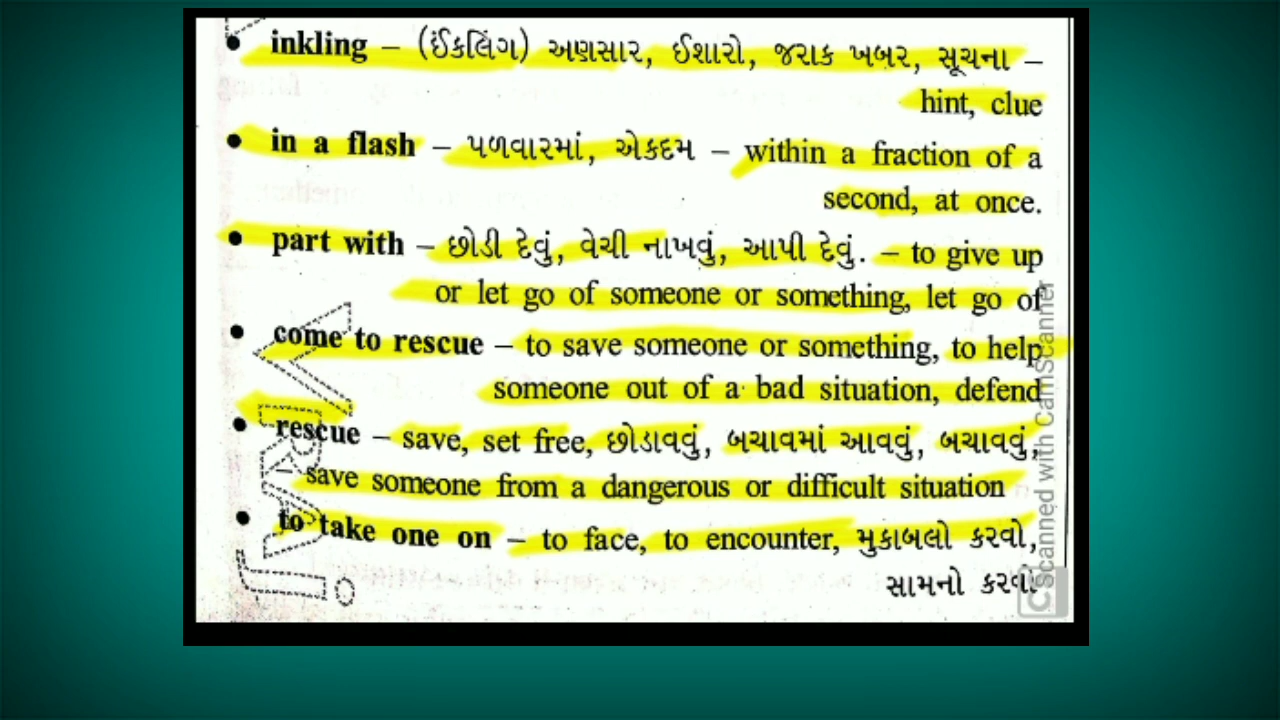 • inkling – (ઈંકલિંગ) અણસાર, ઈશારો, જરાક ખબર, સૂચના –
hint, clue
• in a flash – પળવારમાં, એકદમ – within a fraction of a
second, at once.
• part with – છોડી દેવું, વેચી નાખવું, આપી દેવું. – to give up
or let go of someone or something, let go of
• come to rescue – to save someone or something, to help
someone out of a bad situation, defend
• rescue – save, set free, છોડાવવું, બચાવમાં આવવું, બચાવવું,
– save someone from a dangerous or difficult situation
• to take one on – to face, to encounter, મુકાબલો કરવો,
સામનો કરવો
CS Scanned with CamScanner